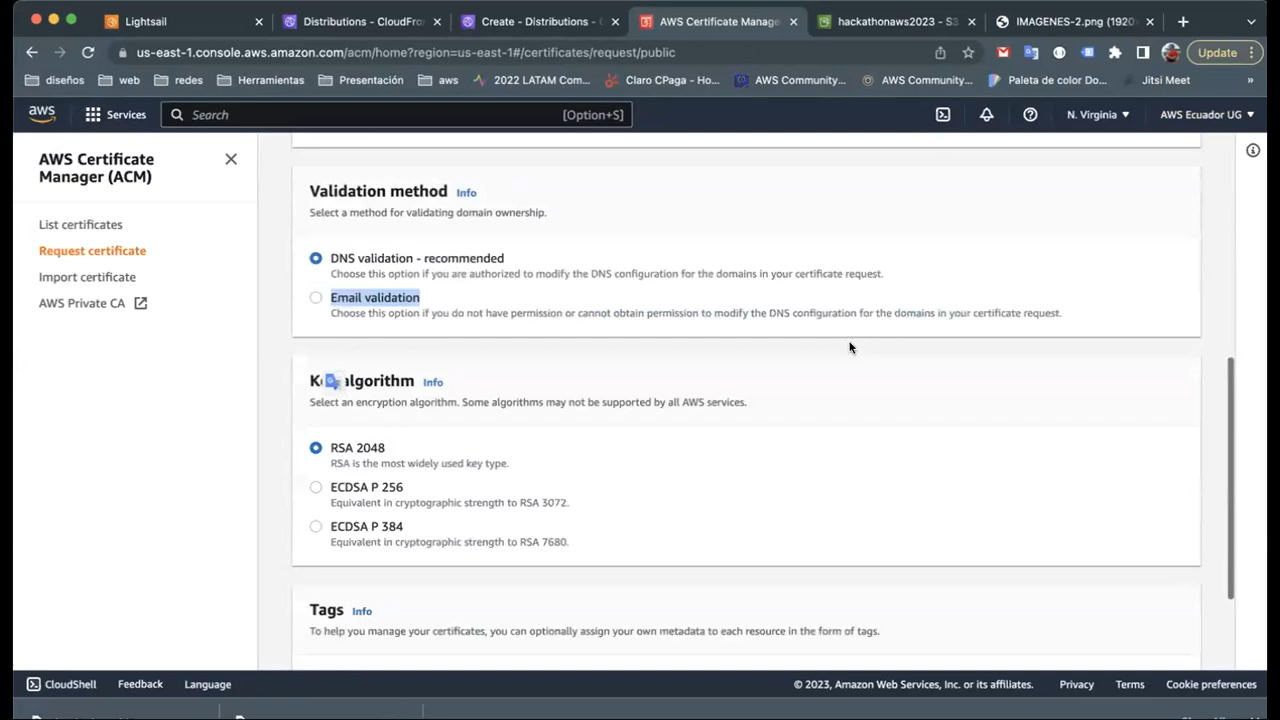 Lightsail
Distributions - CloudFron
Create - Distributions -
AWS Certificate Manage
hackathonaws2023 - S3
IMAGENES-2.png (1920×
us-east-1.console.aws.amazon.com/acm/home?region=us-east-1#/certificates/request/public
Update
diseños
web
redes
Herramientas
Presentación
aws
2022 LATAM Com...
Claro CPaga - Ho...
AWS Community...
AWS Community...
Paleta de color Do...
Jitsi Meet
»
aws
Services
Search
[Option+S]
N. Virginia
AWS Ecuador UG
AWS Certificate
Manager (ACM)
List certificates
Request certificate
Import certificate
AWS Private CA
Validation method Info
Select a method for validating domain ownership.
DNS validation - recommended
Choose this option if you are authorized to modify the DNS configuration for the domains in your certificate request.
Email validation
Choose this option if you do not have permission or cannot obtain permission to modify the DNS configuration for the domains in your certificate request.
algorithm Info
Select an encryption algorithm. Some algorithms may not be supported by all AWS services.
RSA 2048
RSA is the most widely used key type.
ECDSA P 256
Equivalent in cryptographic strength to RSA 3072.
ECDSA P 384
Equivalent in cryptographic strength to RSA 7680.
Tags Info
To help you manage your certificates, you can optionally assign your own metadata to each resource in the form of tags.
CloudShell
Feedback
Language
© 2023, Amazon Web Services, Inc. or its affiliates.
Privacy
Terms
Cookie preferences